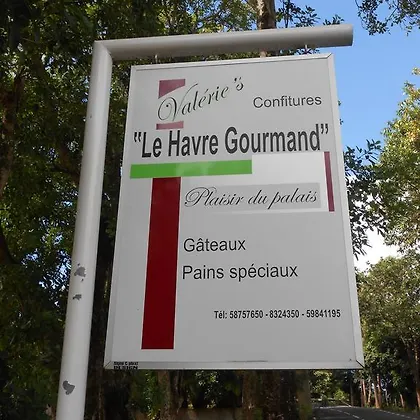 Valérie's
Confitures
"Le Havre Gourmand"
Plaisir du palais
Gâteaux
Pains spéciaux
Tél: 58757650 - 8324350 - 59841195